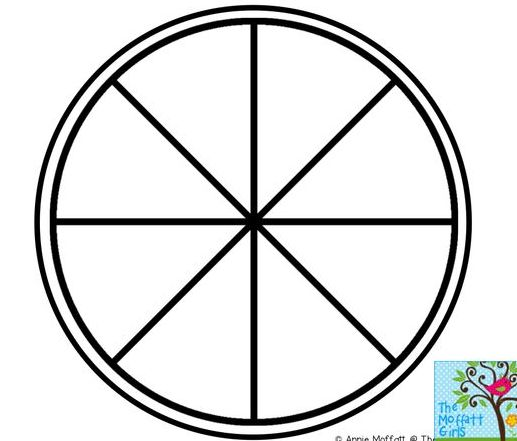 The
Moffatt
Girls
© Annie Moffatt @ The